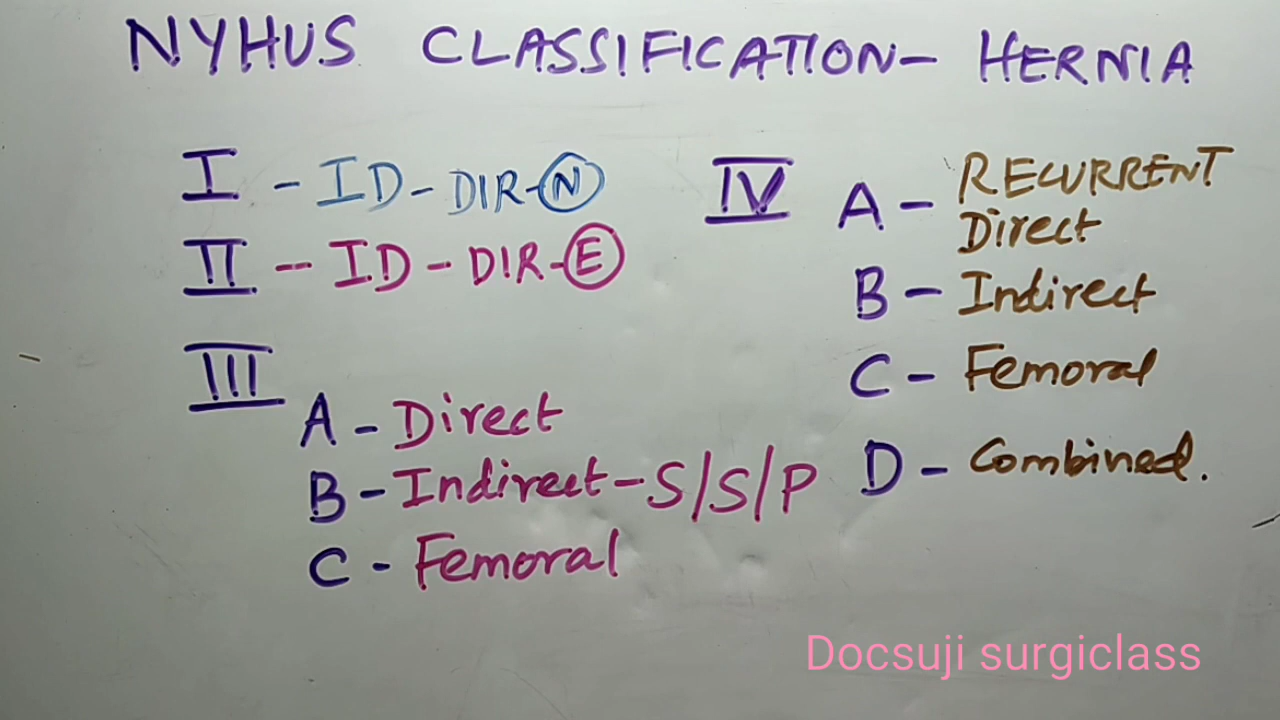 NYHUS CLASSIFICATION - HERNIA
I - ID - DIR - N
II - ID - DIR - E
III
A - Direct
B - Indirect - S/S/P
C - Femoral
IV A - RECURRENT
Direct
B - Indirect
C - Femoral
D - Combined.
Docsuji surgiclass